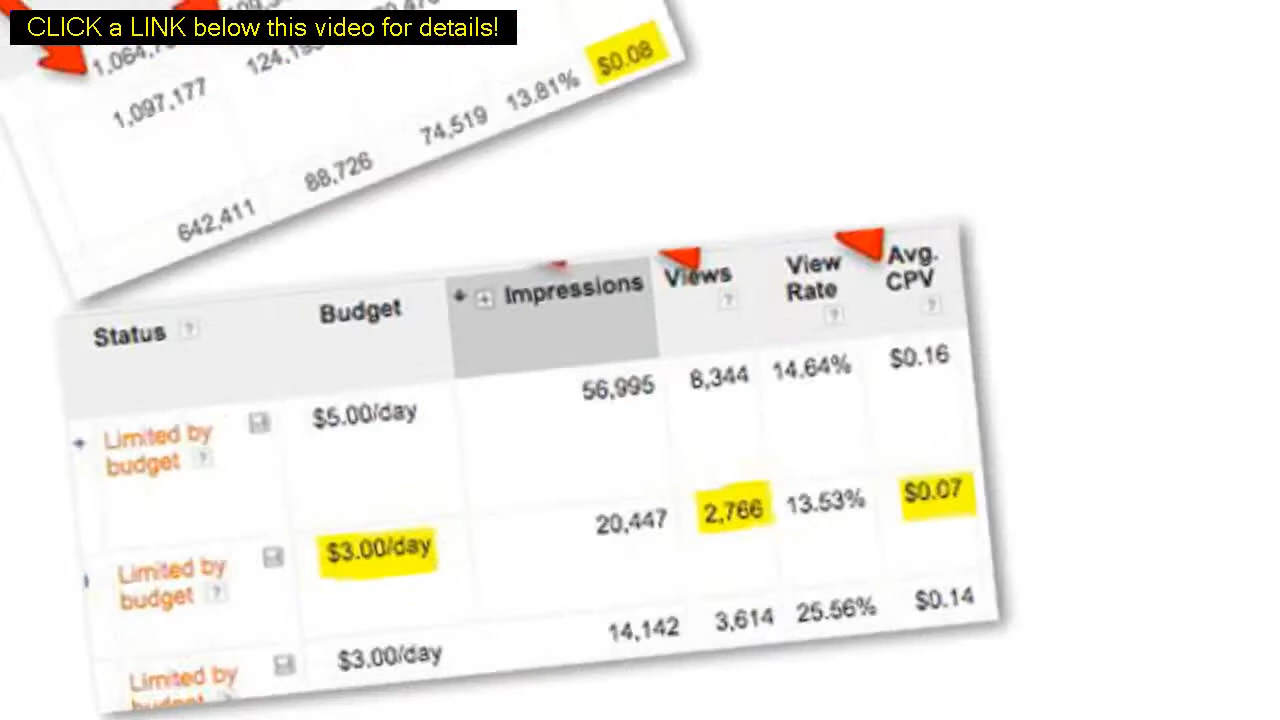 CLICK a LINK below this video for details!
1,097,177 124,193
642,411 88,726 74,519 13.81% $0.08
Status ? Budget Impressions Views ? View Rate ? Avg. CPV ?
Limited by budget ? $5.00/day 56,995 8,344 14.64% $0.16
Limited by budget ? $3.00/day 20,447 2,766 13.53% $0.07
Limited by budget $3.00/day 14,142 3,614 25.56% $0.14